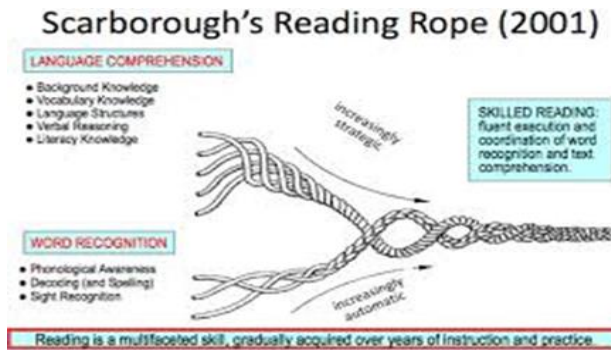 Scarborough's Reading Rope (2001)
LANGUAGE COMPREHENSION
• Background Knowledge
• Vocabulary Knowledge
• Language Structures
• Verbal Reasoning
• Literacy Knowledge
increasingly
strategic
SKILLED READING:
fluent execution and
coordination of word
recognition and text
comprehension.
WORD RECOGNITION
• Phonological Awareness
• Decoding (and Spelling)
• Sight Recognition
increasingly
automatic
Reading is a multifaceted skill, gradually acquired over years of instruction and practice.